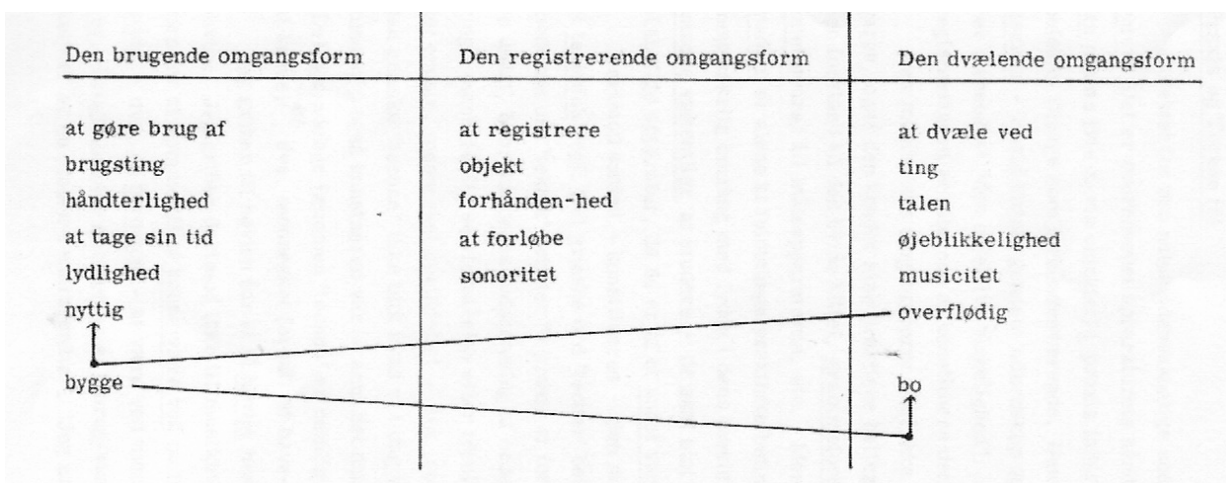 Den brugende omgangsform Den registrerende omgangsform Den dvælende omgangsform
at gøre brug af at registrere at dvæle ved
brugsting objekt ting
håndterlighed forhånden-hed talen
at tage sin tid at forløbe øjeblikkelighed
lydlighed sonoritet musicitet
nyttig overflødig
bygge bo